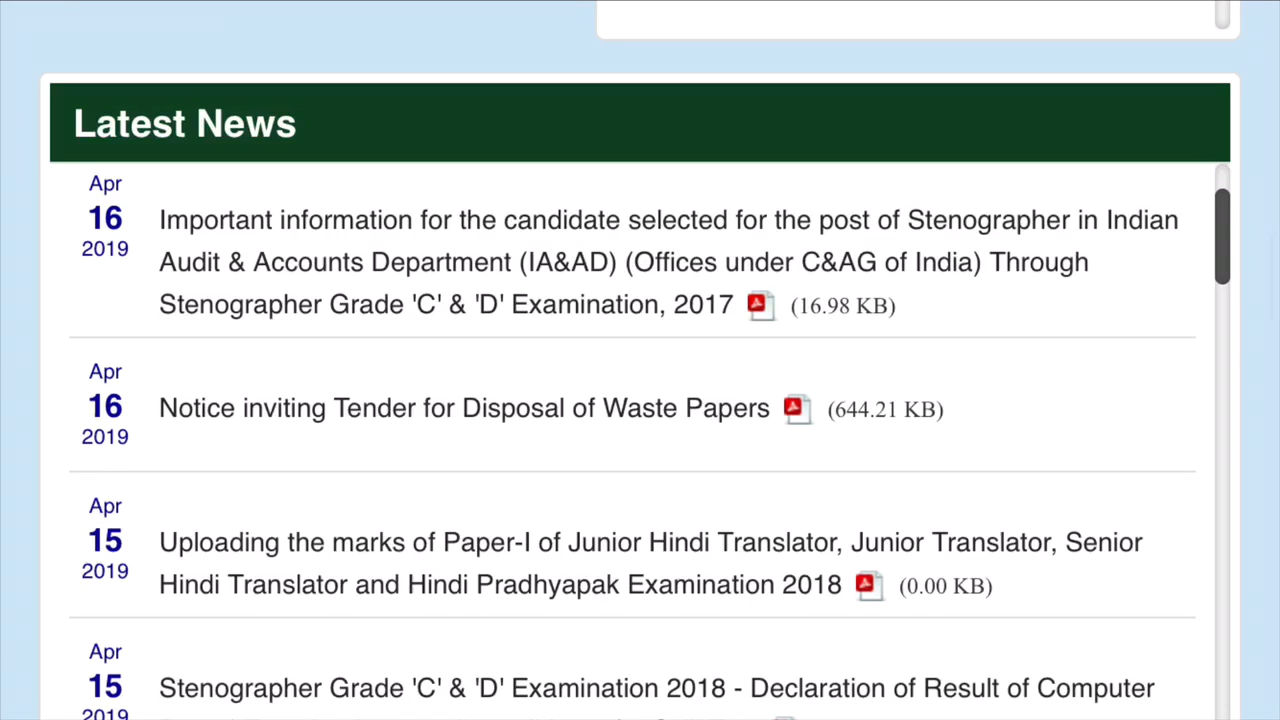 Latest News
Apr
16
2019
Important information for the candidate selected for the post of Stenographer in Indian
Audit & Accounts Department (IA&AD) (Offices under C&AG of India) Through
Stenographer Grade 'C' & 'D' Examination, 2017 (16.98 KB)
Apr
16
2019
Notice inviting Tender for Disposal of Waste Papers (644.21 KB)
Apr
15
2019
Uploading the marks of Paper-I of Junior Hindi Translator, Junior Translator, Senior
Hindi Translator and Hindi Pradhyapak Examination 2018 (0.00 KB)
Apr
15
2019
Stenographer Grade 'C' & 'D' Examination 2018 - Declaration of Result of Computer